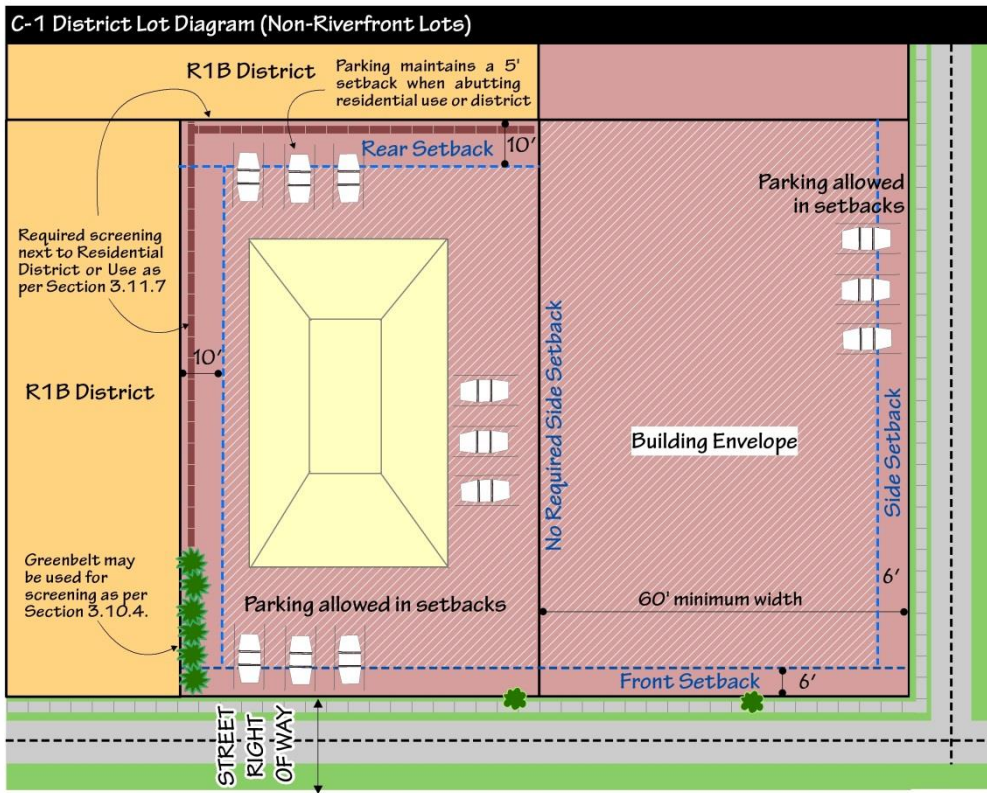 C-1 District Lot Diagram (Non-Riverfront Lots)
R1B District
Parking maintains a 5'
setback when abutting
residential use or district
Rear Setback
10'
Parking allowed
in setbacks
Required screening
next to Residential
District or Use as
per Section 3.11.7
10'
R1B District
No Required Side Setback
Building Envelope
Side Setback
Greenbelt may
be used for
screening as per
Section 3.10.4.
Parking allowed in setbacks
60' minimum width
6'
Front Setback
6'
STREET
RIGHT
OF WAY